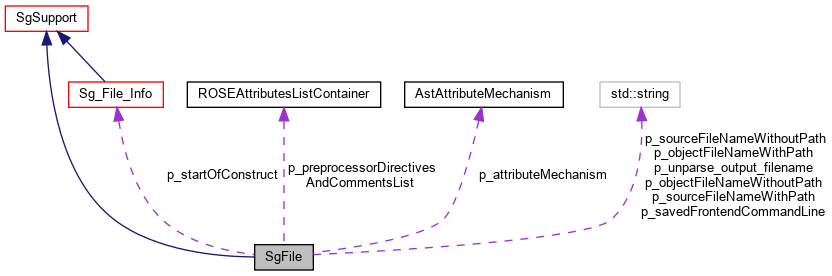 SgSupport
Sg_File_Info
ROSEAttributesListContainer
AstAttributeMechanism
std::string
p_startOfConstruct
p_preprocessorDirectives
AndCommentsList
p_attributeMechanism
p_sourceFileNameWithoutPath
p_objectFileNameWithPath
p_unparse_output_filename
p_objectFileNameWithoutPath
p_sourceFileNameWithPath
p_savedFrontendCommandLine
SgFile